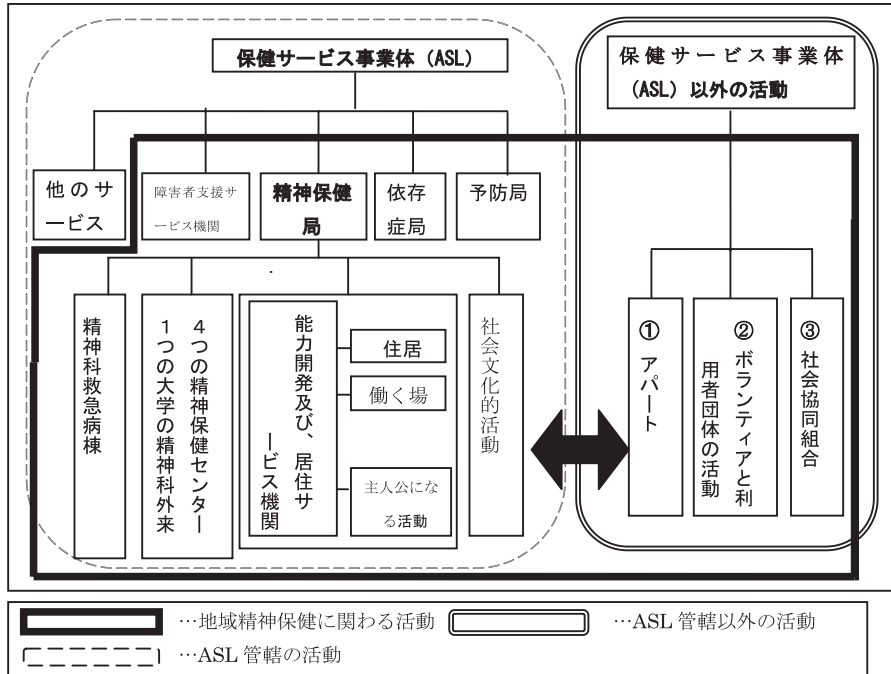 保健サービス事業体（ASL）
保健サービス事業体
（ASL）以外の活動
他のサ
ービス
障害者支援サ
ービス機関
精神保健
局
依存
症局
予防局
精神科救急病棟
４つの精神保健センター
１つの大学の精神科外来
能力開発及び、居住サ
ービス機関
住居
働く場
主人公にな
る活動
社会文化的活動
① アパート
② ボランティアと利
用者団体の活動
③ 社会協同組合
…地域精神保健に関わる活動
…ASL 管轄以外の活動
…ASL 管轄の活動